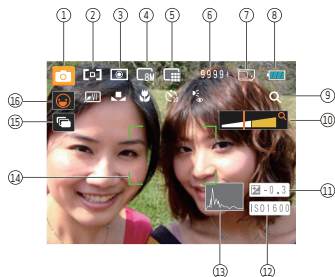 ① ② ③ ④ ⑤ ⑥ ⑦ ⑧
8M 9999+
⑯ ⑨
⑮ ⑩
⑭
-0.3 ⑪
ISO1600
⑬ ⑫